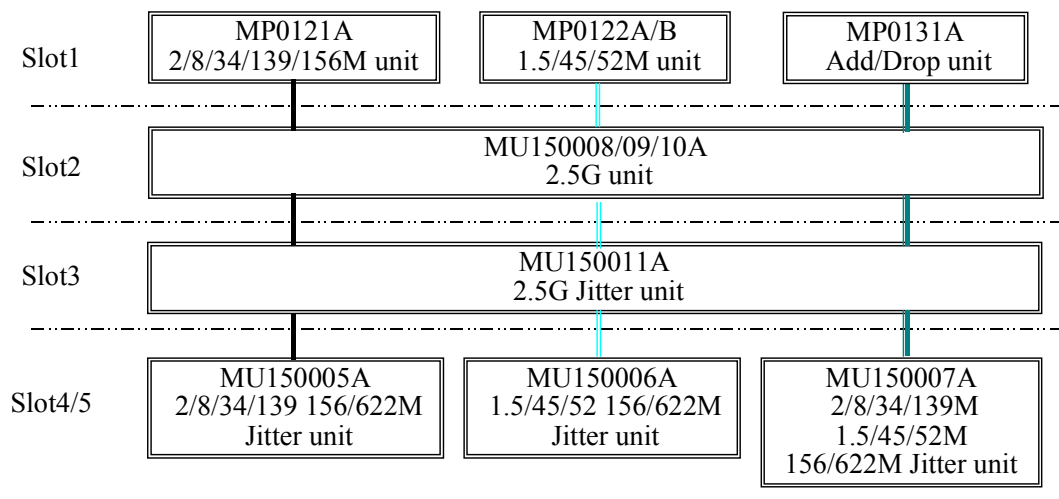 Slot1
MP0121A
2/8/34/139/156M unit
MP0122A/B
1.5/45/52M unit
MP0131A
Add/Drop unit
Slot2
MU150008/09/10A
2.5G unit
Slot3
MU150011A
2.5G Jitter unit
Slot4/5
MU150005A
2/8/34/139 156/622M
Jitter unit
MU150006A
1.5/45/52 156/622M
Jitter unit
MU150007A
2/8/34/139M
1.5/45/52M
156/622M Jitter unit